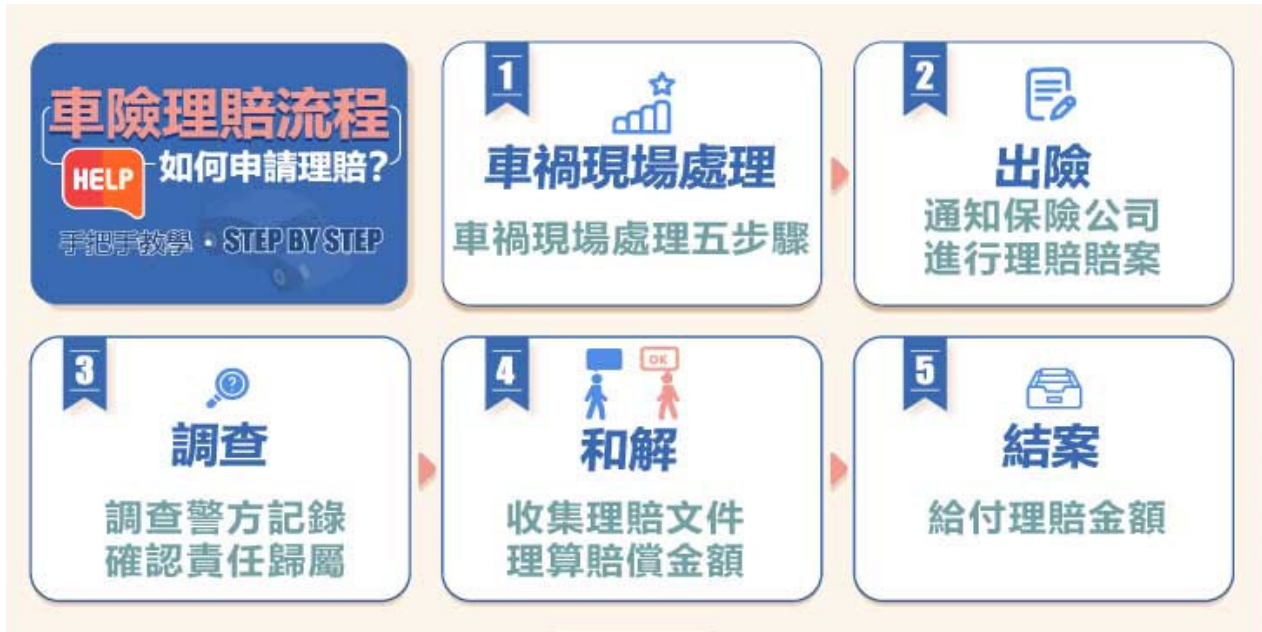 車險理賠流程
HELP
如何申請理賠?
手把手教學・STEP BY STEP
1
車禍現場處理
車禍現場處理五步驟
2
出險
通知保險公司
進行理賠賠案
3
調查
調查警方記錄
確認責任歸屬
4
OK
和解
收集理賠文件
理算賠償金額
5
結案
給付理賠金額